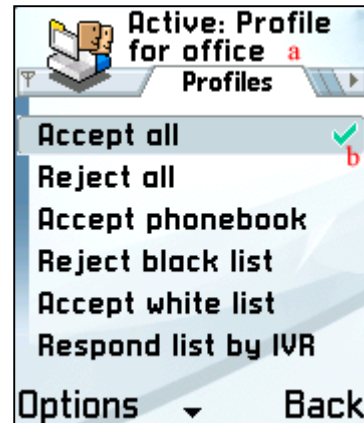 Active: Profile
for office a
Profiles
Accept all
b
Reject all
Accept phonebook
Reject black list
Accept white list
Respond list by IVR
Options Back